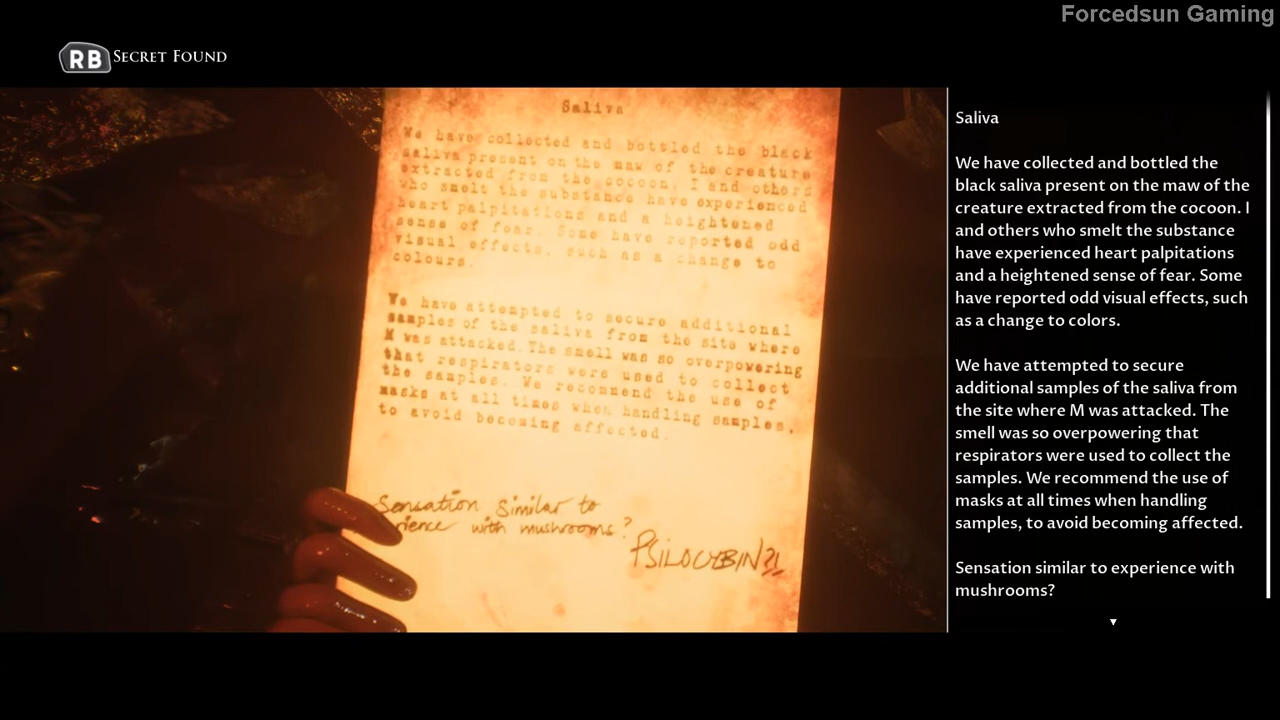 Forcedsun Gaming
RB SECRET FOUND
Saliva
We have collected and bottled the black
saliva present on the maw of the creature
extracted from the cocoon. I and others
who smelt the substance have experienced
heart palpitations and a heightened
sense of fear. Some have reported odd
visual effects, such as a change to
colours.
We have attempted to secure additional
samples of the saliva from the site where
M was attacked. The smell was so overpowering
that respirators were used to collect
the samples. We recommend the use of
masks at all times when handling samples,
to avoid becoming affected.
Sensation similar to
erience with mushrooms?
PSILOCYBIN?!
Saliva
We have collected and bottled the
black saliva present on the maw of the
creature extracted from the cocoon. I
and others who smelt the substance
have experienced heart palpitations
and a heightened sense of fear. Some
have reported odd visual effects, such
as a change to colors.
We have attempted to secure
additional samples of the saliva from
the site where M was attacked. The
smell was so overpowering that
respirators were used to collect the
samples. We recommend the use of
masks at all times when handling
samples, to avoid becoming affected.
Sensation similar to experience with
mushrooms?